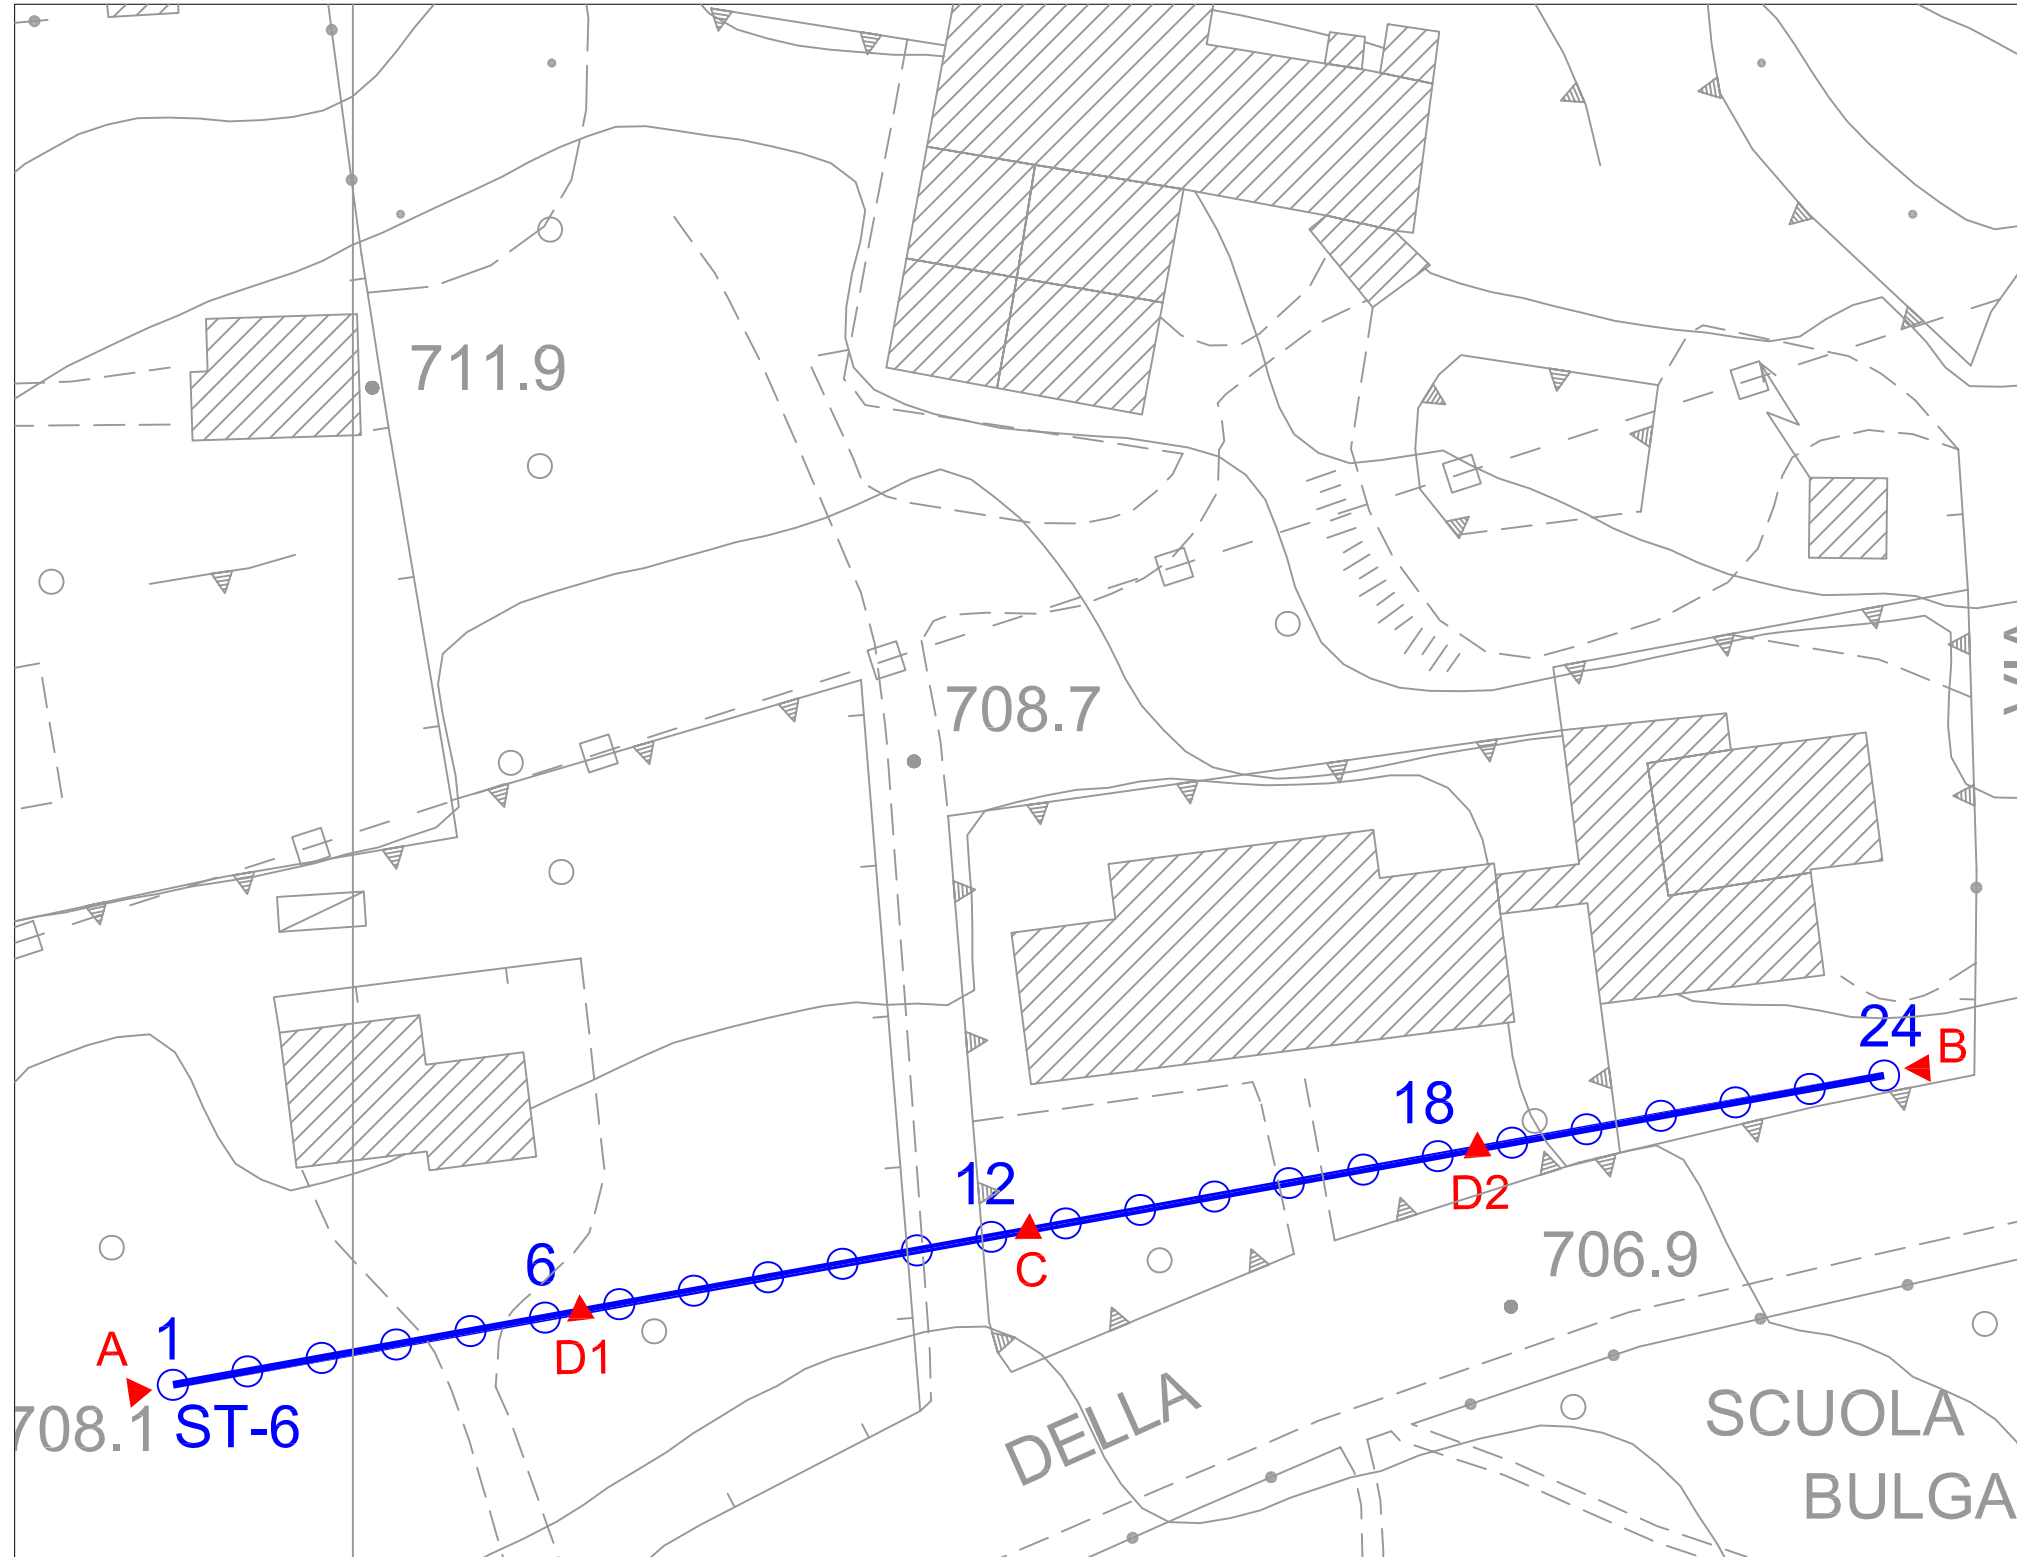 711.9
VIA
708.7
24
B
18
D2
12
C
706.9
6
D1
1
A
ST-6
708.1
DELLA
SCUOLA
BULGA